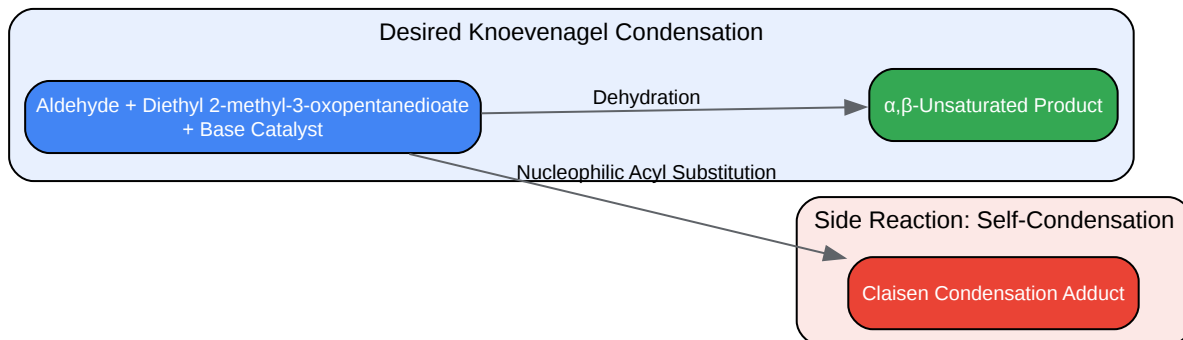 Desired Knoevenagel Condensation
Aldehyde + Diethyl 2-methyl-3-oxopentanedioate
+ Base Catalyst
Dehydration
α,β-Unsaturated Product
Nucleophilic Acyl Substitution
Side Reaction: Self-Condensation
Claisen Condensation Adduct